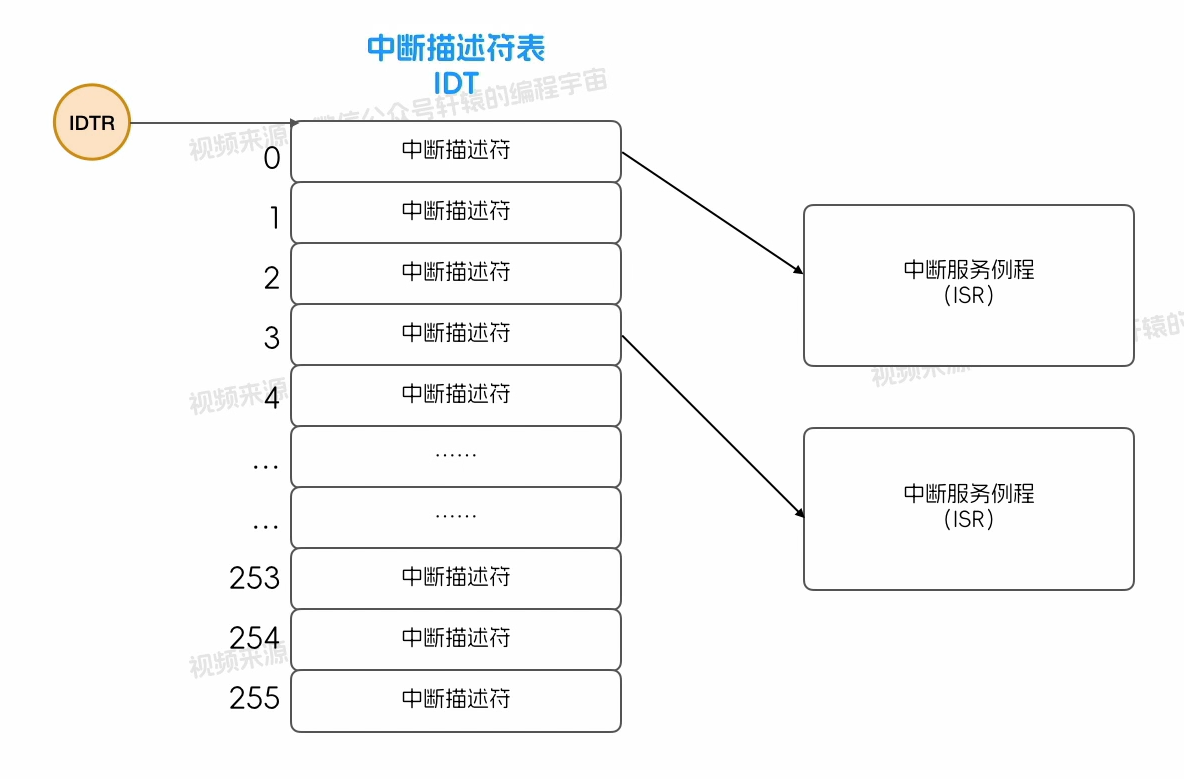 中断描述符表
IDT
视频来源 微信公众号轩辕的编程宇宙
IDTR
0
中断描述符
1
中断描述符
2
中断描述符
3
中断描述符
4
中断描述符
...
......
...
......
253
中断描述符
254
中断描述符
255
中断描述符
中断服务例程
(ISR)
中断服务例程
(ISR)
视频来源
视频来源
视频来源
轩辕的